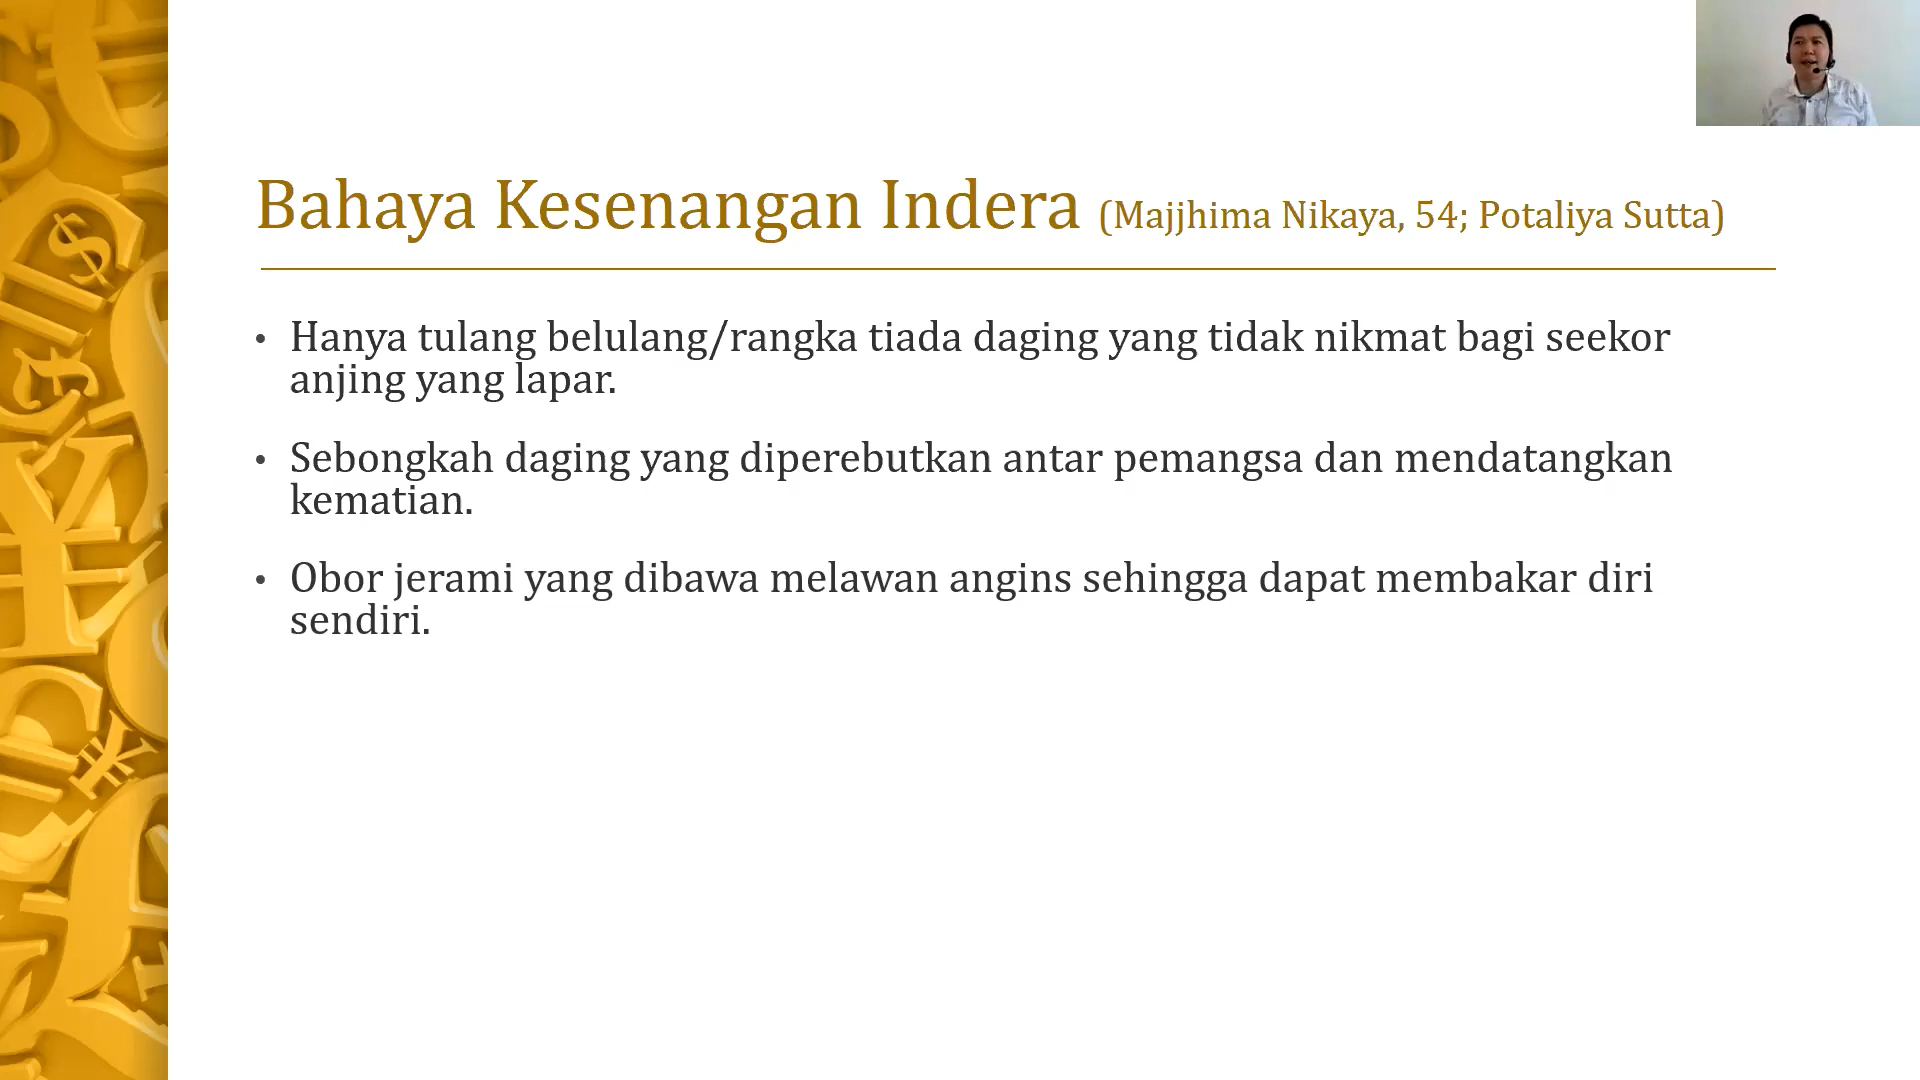 Bahaya Kesenangan Indera (Majjhima Nikaya, 54; Potaliya Sutta)
• Hanya tulang belulang/rangka tiada daging yang tidak nikmat bagi seekor
anjing yang lapar.
• Sebongkah daging yang diperebutkan antar pemangsa dan mendatangkan
kematian.
• Obor jerami yang dibawa melawan angins sehingga dapat membakar diri
sendiri.